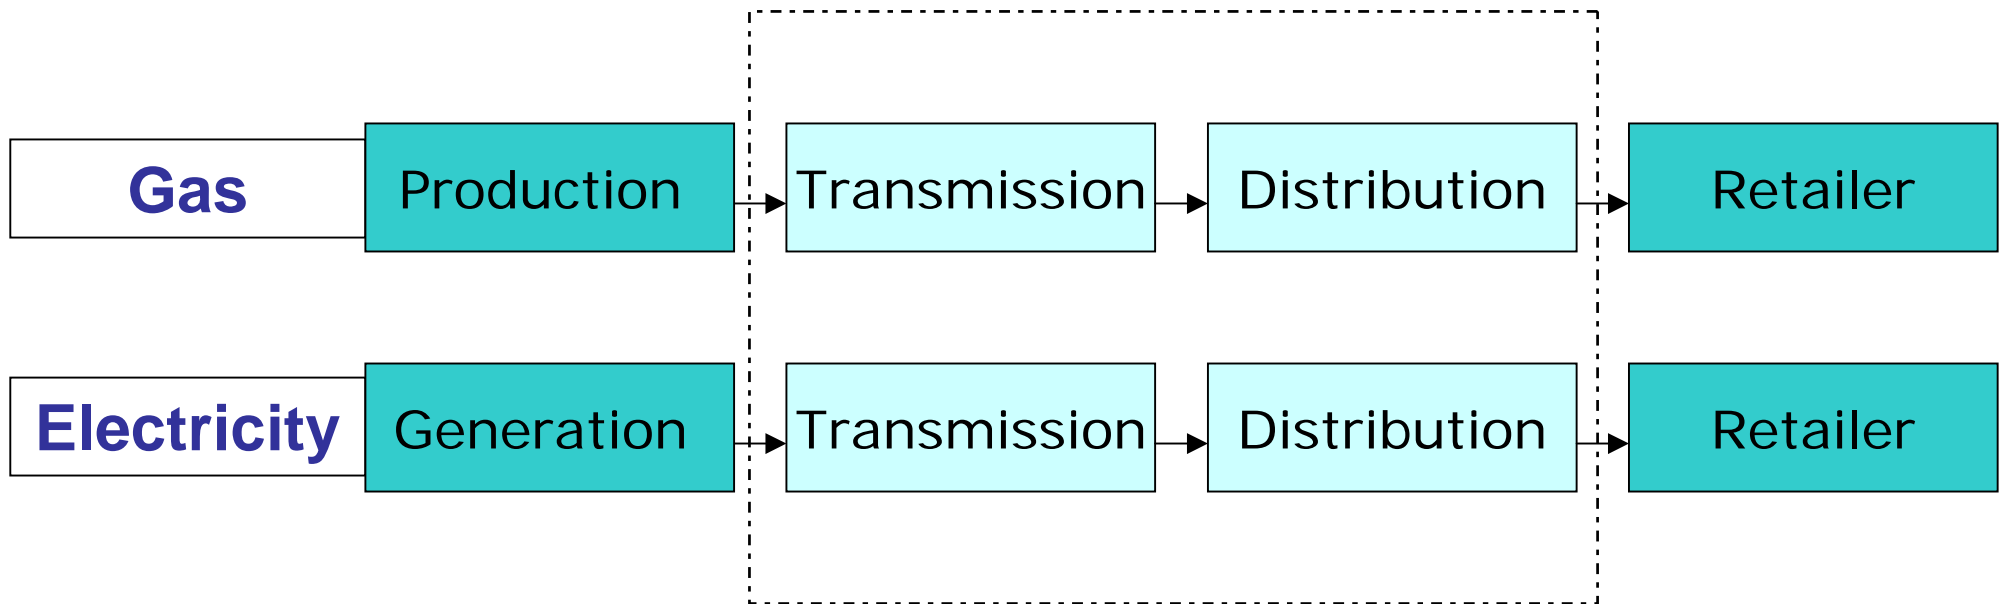 Gas Production Transmission Distribution Retailer
Electricity Generation Transmission Distribution Retailer